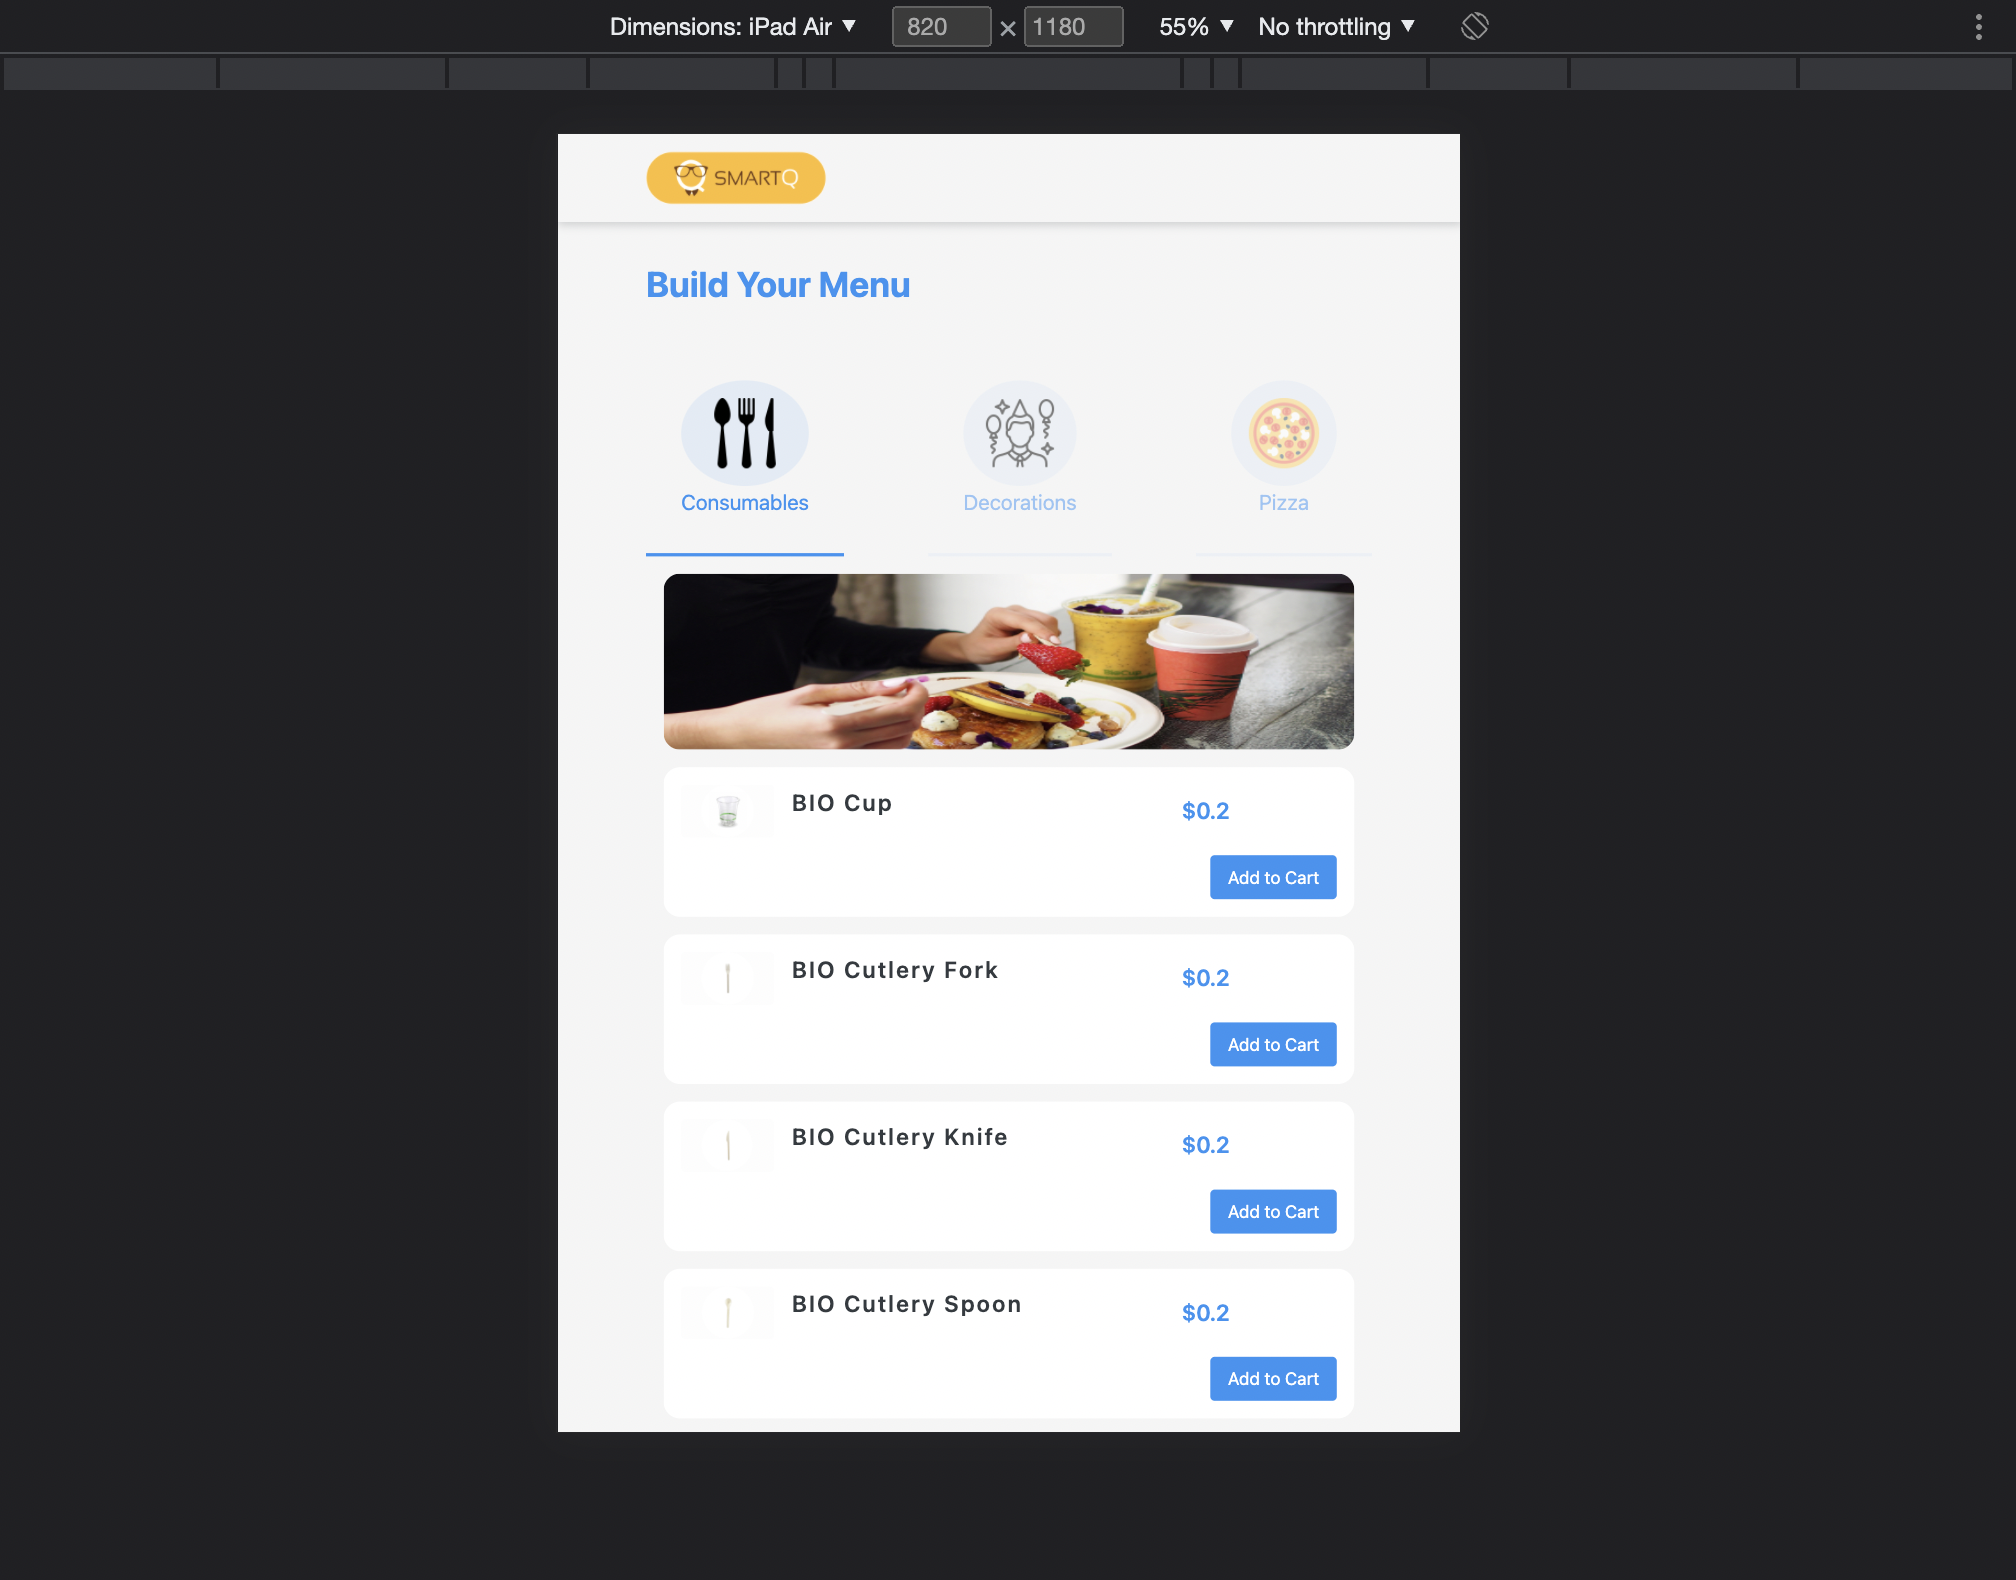 Dimensions: iPad Air ▼ 820 × 1180 55% ▼ No throttling ▼
SMARTQ
Build Your Menu
Consumables Decorations Pizza
BIO Cup $0.2
Add to Cart
BIO Cutlery Fork $0.2
Add to Cart
BIO Cutlery Knife $0.2
Add to Cart
BIO Cutlery Spoon $0.2
Add to Cart